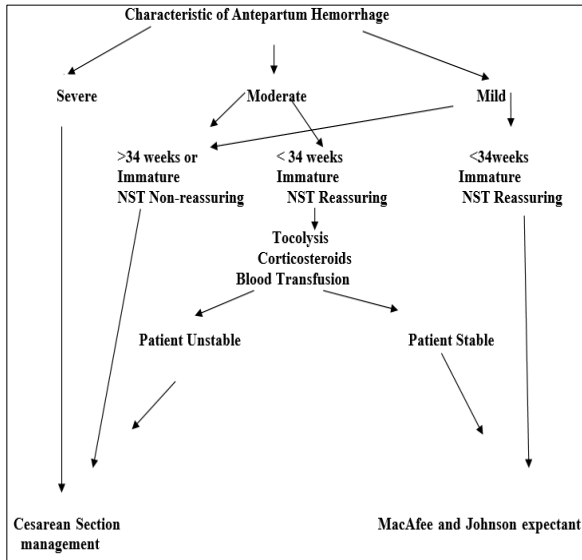 Characteristic of Antepartum Hemorrhage
Severe
Moderate
Mild
>34 weeks or
Immature
NST Non-reassuring
< 34 weeks
Immature
NST Reassuring
<34weeks
Immature
NST Reassuring
Tocolysis
Corticosteroids
Blood Transfusion
Patient Unstable
Patient Stable
Cesarean Section
management
MacAfee and Johnson expectant